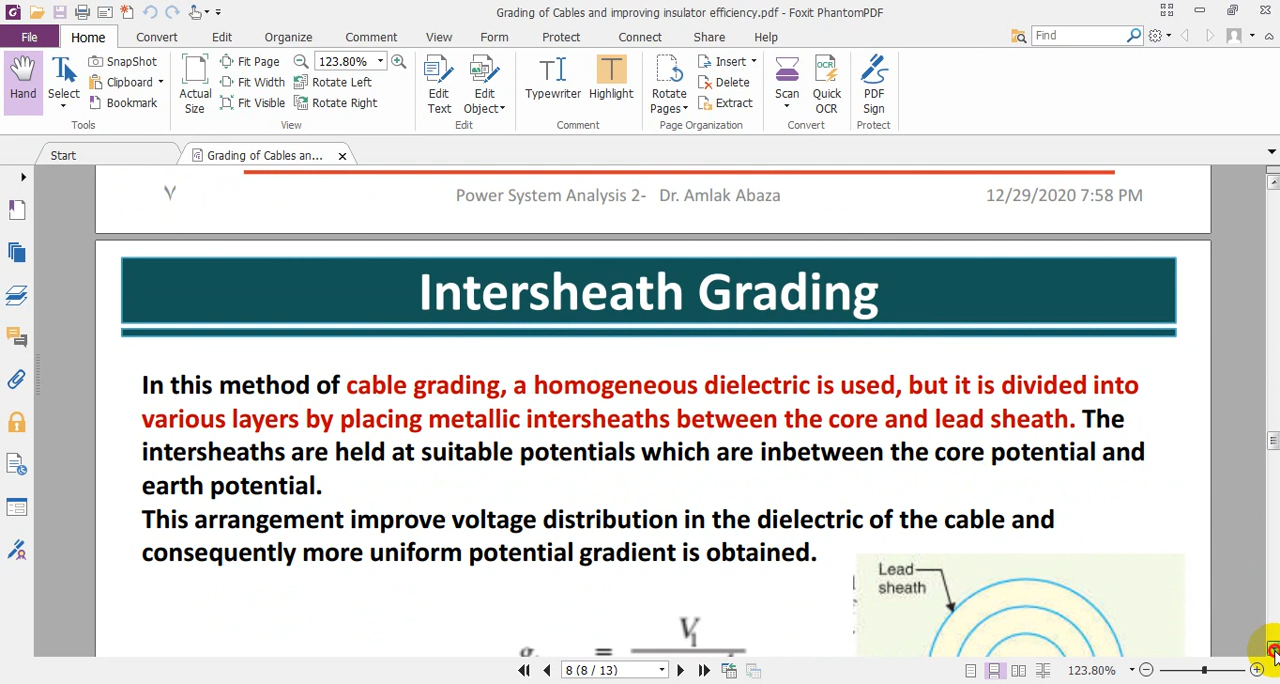 Grading of Cables and improving insulator efficiency.pdf - Foxit PhantomPDF
File Home Convert Edit Organize Comment View Form Protect Connect Share Help Find
Hand
Select
SnapShot
Clipboard
Bookmark
Tools
Actual Size
Fit Page
Fit Width
Fit Visible
123.80%
Rotate Left
Rotate Right
View
Edit Text
Edit Object
Edit
Typewriter
Highlight
Comment
Rotate Pages
Insert
Delete
Extract
Page Organization
Scan
Quick OCR
Convert
PDF Sign
Protect
Start
Grading of Cables an...
٧ Power System Analysis 2- Dr. Amlak Abaza 12/29/2020 7:58 PM
Intersheath Grading
In this method of cable grading, a homogeneous dielectric is used, but it is divided into
various layers by placing metallic intersheaths between the core and lead sheath. The
intersheaths are held at suitable potentials which are inbetween the core potential and
earth potential.
This arrangement improve voltage distribution in the dielectric of the cable and
consequently more uniform potential gradient is obtained.
Lead
sheath
V1
=
8 (8 / 13)
123.80%